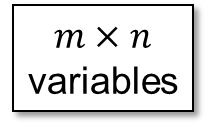 m × n
variables